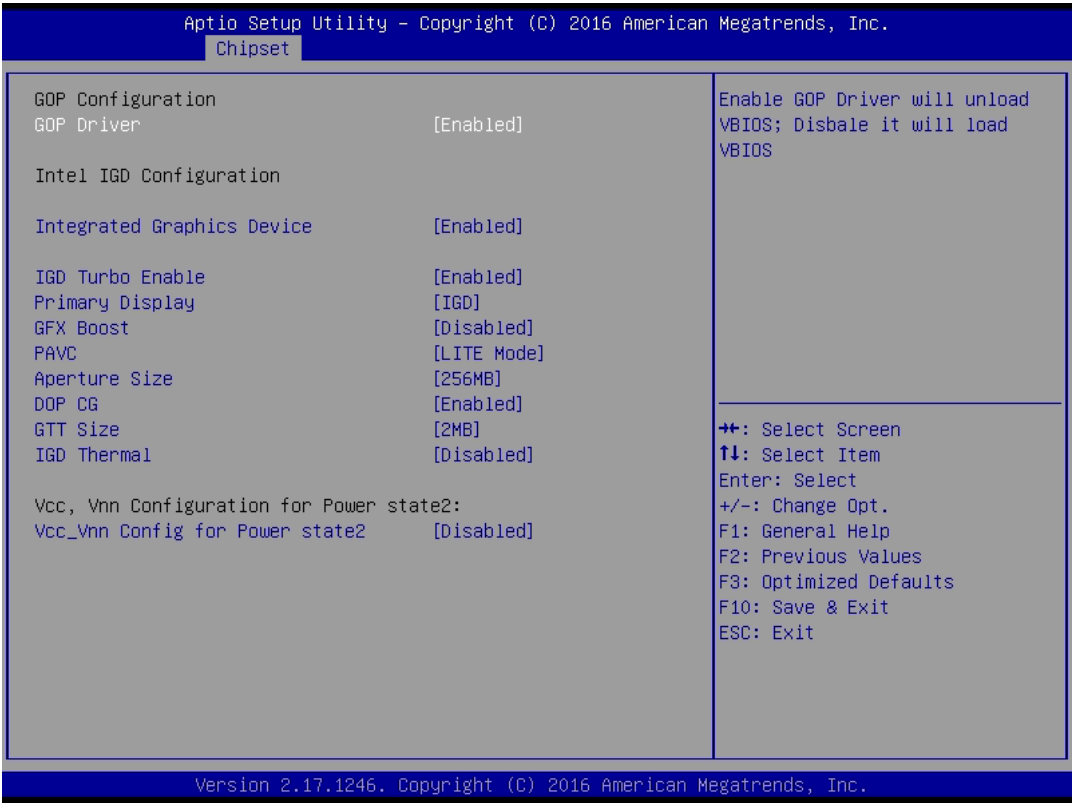 Aptio Setup Utility – Copyright (C) 2016 American Megatrends, Inc.
Chipset
GOP Configuration
GOP Driver [Enabled]
Intel IGD Configuration
Integrated Graphics Device [Enabled]
IGD Turbo Enable [Enabled]
Primary Display [IGD]
GFX Boost [Disabled]
PAVC [LITE Mode]
Aperture Size [256MB]
DOP CG [Enabled]
GTT Size [2MB]
IGD Thermal [Disabled]
Vcc, Vnn Configuration for Power state2:
Vcc_Vnn Config for Power state2 [Disabled]
Enable GOP Driver will unload
VBIOS; Disbale it will load
VBIOS
→←: Select Screen
↑↓: Select Item
Enter: Select
+/-: Change Opt.
F1: General Help
F2: Previous Values
F3: Optimized Defaults
F10: Save & Exit
ESC: Exit
Version 2.17.1246. Copyright (C) 2016 American Megatrends, Inc.